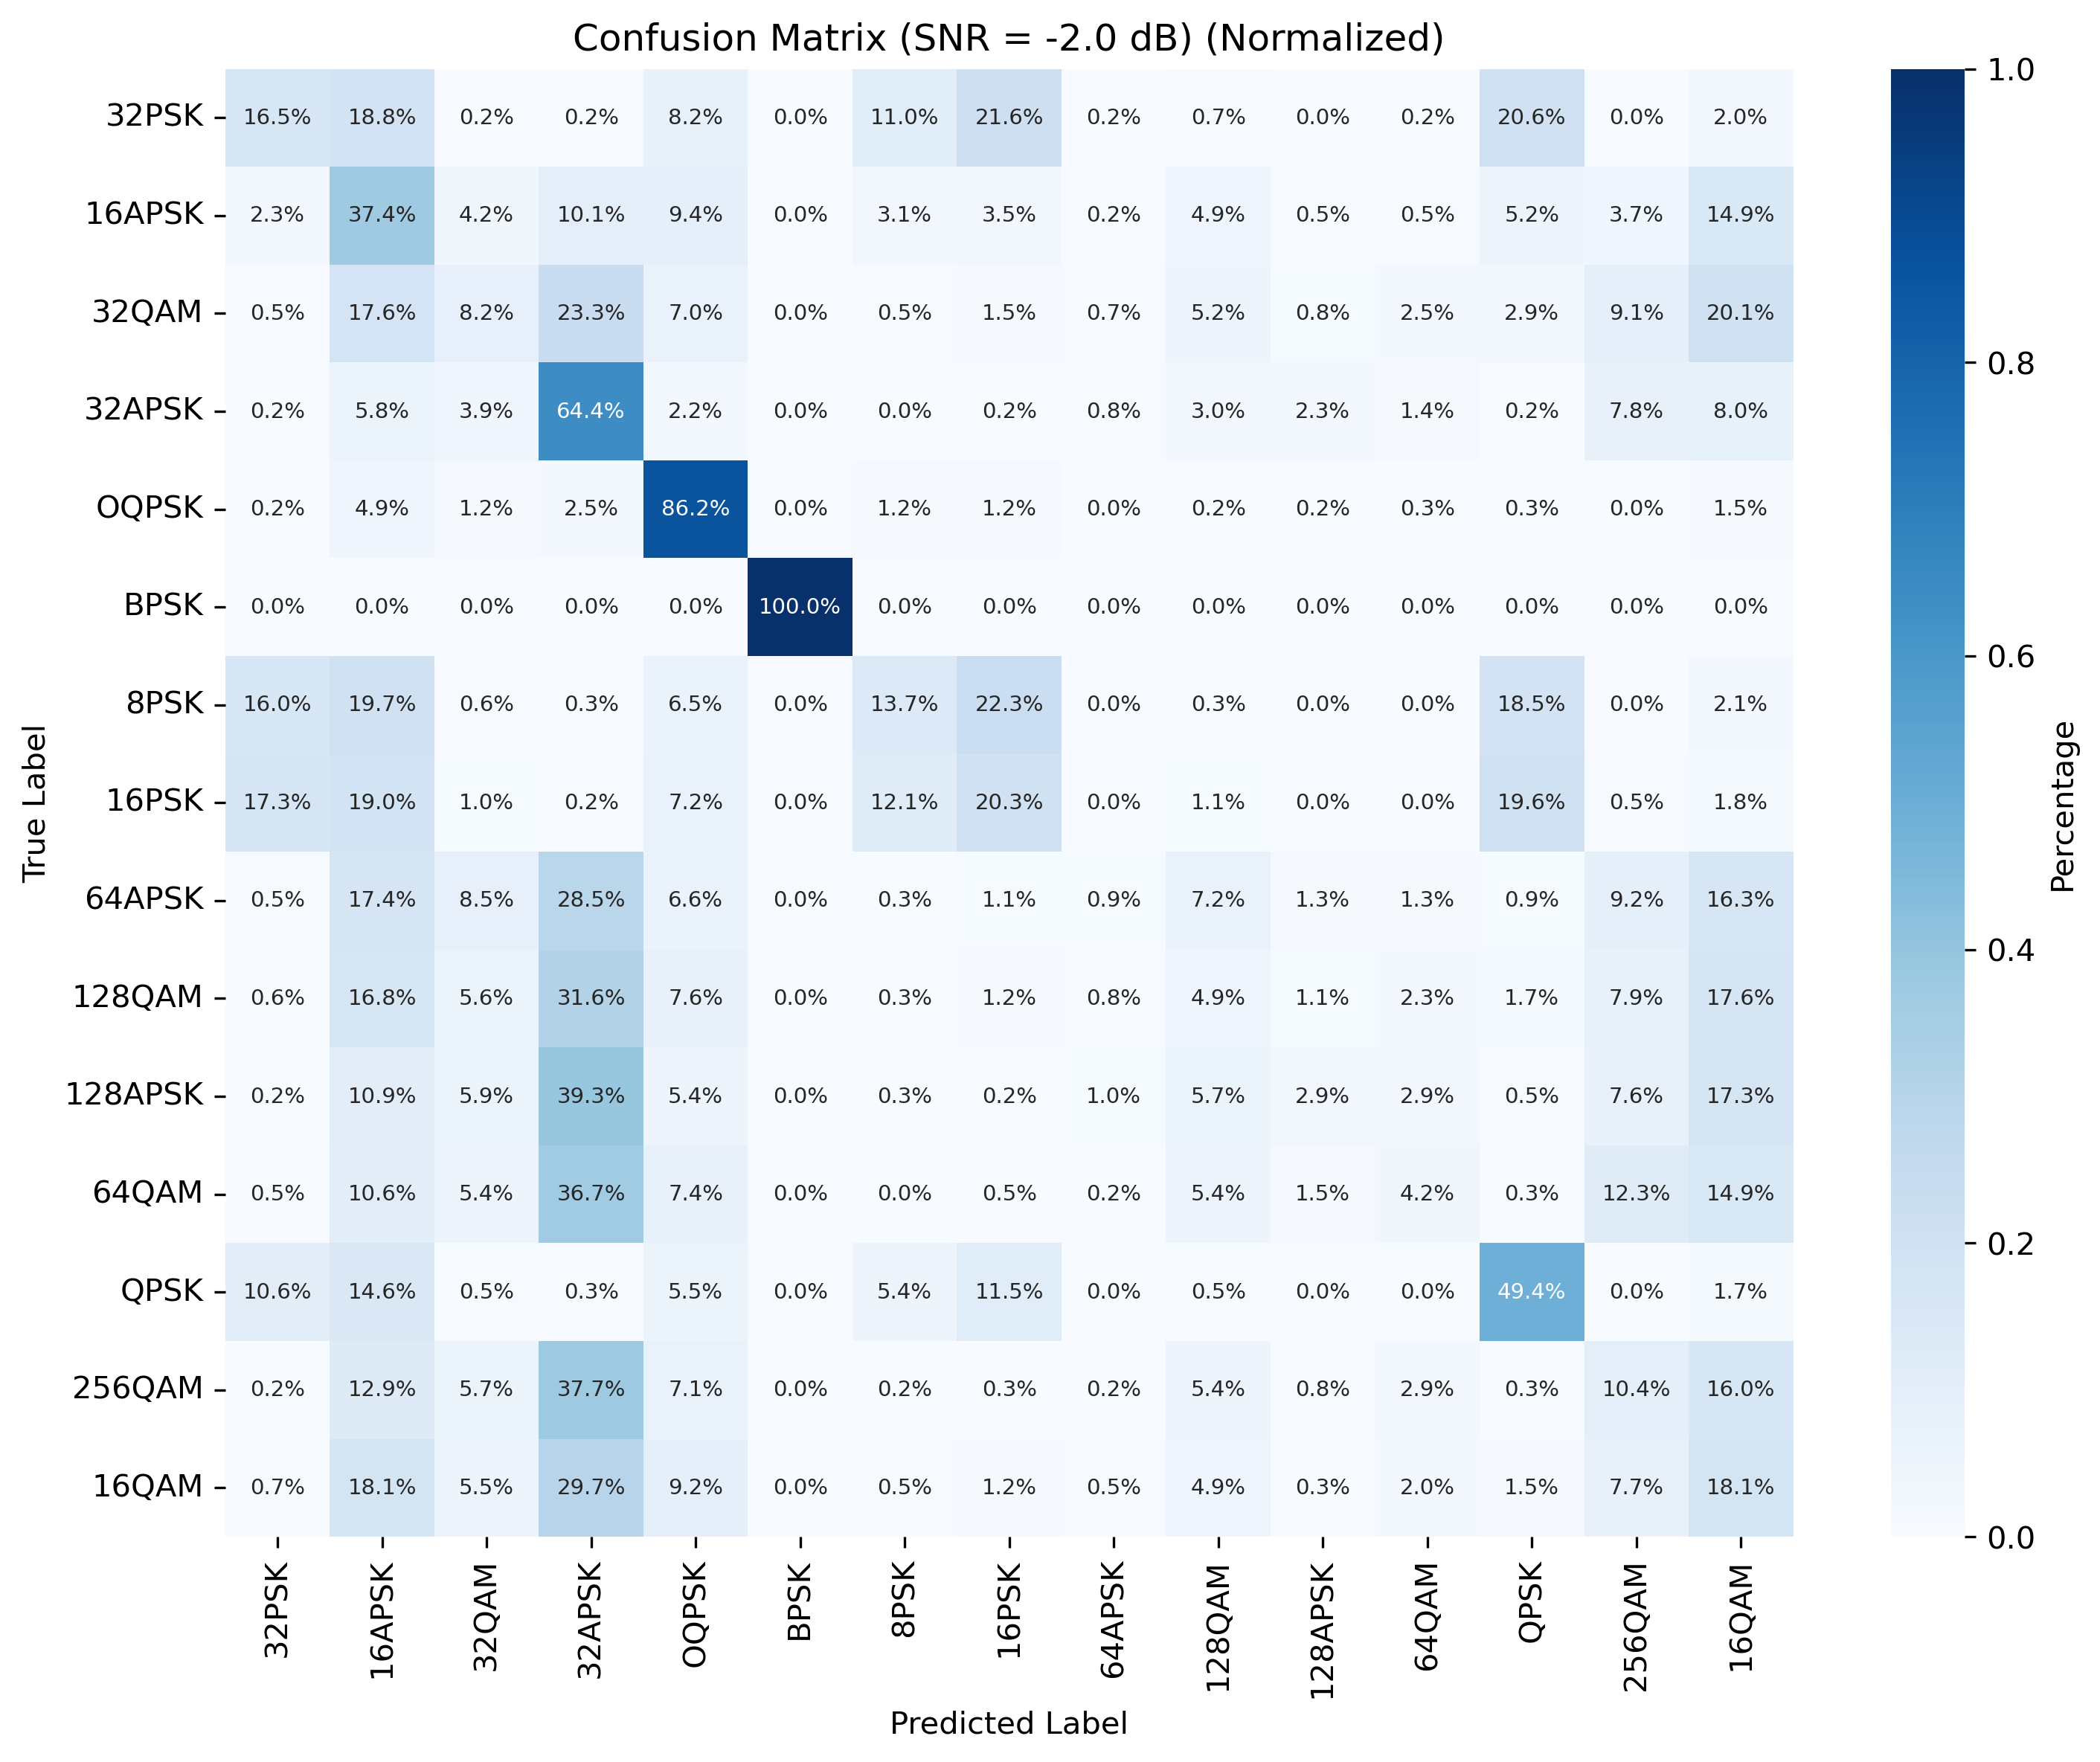 Confusion Matrix (SNR = -2.0 dB) (Normalized)
32PSK 16.5% 18.8% 0.2% 0.2% 8.2% 0.0% 11.0% 21.6% 0.2% 0.7% 0.0% 0.2% 20.6% 0.0% 2.0%
16APSK 2.3% 37.4% 4.2% 10.1% 9.4% 0.0% 3.1% 3.5% 0.2% 4.9% 0.5% 0.5% 5.2% 3.7% 14.9%
32QAM 0.5% 17.6% 8.2% 23.3% 7.0% 0.0% 0.5% 1.5% 0.7% 5.2% 0.8% 2.5% 2.9% 9.1% 20.1%
32APSK 0.2% 5.8% 3.9% 64.4% 2.2% 0.0% 0.0% 0.2% 0.8% 3.0% 2.3% 1.4% 0.2% 7.8% 8.0%
OQPSK 0.2% 4.9% 1.2% 2.5% 86.2% 0.0% 1.2% 1.2% 0.0% 0.2% 0.2% 0.3% 0.3% 0.0% 1.5%
BPSK 0.0% 0.0% 0.0% 0.0% 0.0% 100.0% 0.0% 0.0% 0.0% 0.0% 0.0% 0.0% 0.0% 0.0% 0.0%
8PSK 16.0% 19.7% 0.6% 0.3% 6.5% 0.0% 13.7% 22.3% 0.0% 0.3% 0.0% 0.0% 18.5% 0.0% 2.1%
16PSK 17.3% 19.0% 1.0% 0.2% 7.2% 0.0% 12.1% 20.3% 0.0% 1.1% 0.0% 0.0% 19.6% 0.5% 1.8%
64APSK 0.5% 17.4% 8.5% 28.5% 6.6% 0.0% 0.3% 1.1% 0.9% 7.2% 1.3% 1.3% 0.9% 9.2% 16.3%
128QAM 0.6% 16.8% 5.6% 31.6% 7.6% 0.0% 0.3% 1.2% 0.8% 4.9% 1.1% 2.3% 1.7% 7.9% 17.6%
128APSK 0.2% 10.9% 5.9% 39.3% 5.4% 0.0% 0.3% 0.2% 1.0% 5.7% 2.9% 2.9% 0.5% 7.6% 17.3%
64QAM 0.5% 10.6% 5.4% 36.7% 7.4% 0.0% 0.0% 0.5% 0.2% 5.4% 1.5% 4.2% 0.3% 12.3% 14.9%
QPSK 10.6% 14.6% 0.5% 0.3% 5.5% 0.0% 5.4% 11.5% 0.0% 0.5% 0.0% 0.0% 49.4% 0.0% 1.7%
256QAM 0.2% 12.9% 5.7% 37.7% 7.1% 0.0% 0.2% 0.3% 0.2% 5.4% 0.8% 2.9% 0.3% 10.4% 16.0%
16QAM 0.7% 18.1% 5.5% 29.7% 9.2% 0.0% 0.5% 1.2% 0.5% 4.9% 0.3% 2.0% 1.5% 7.7% 18.1%
32PSK 16APSK 32QAM 32APSK OQPSK BPSK 8PSK 16PSK 64APSK 128QAM 128APSK 64QAM QPSK 256QAM 16QAM
Predicted Label
True Label
1.0
0.8
0.6
0.4
0.2
0.0
Percentage